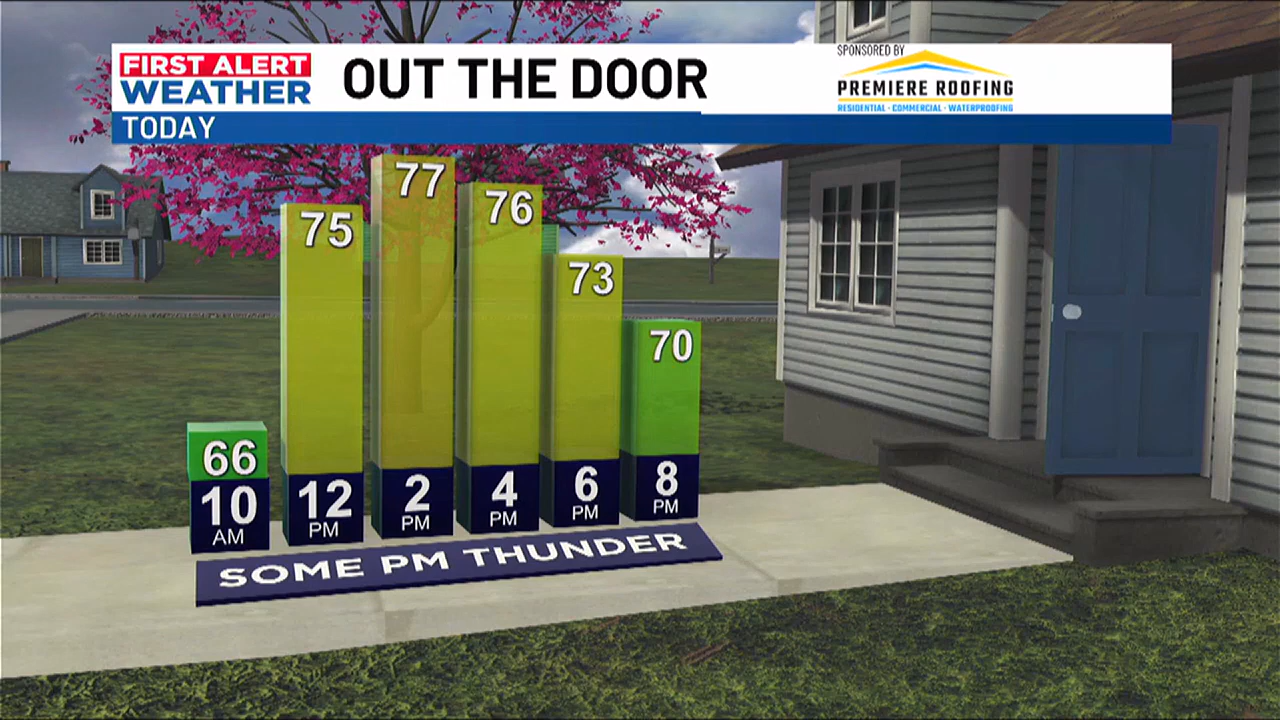 FIRST ALERT
WEATHER
OUT THE DOOR
SPONSORED BY
PREMIERE ROOFING
RESIDENTIAL · COMMERCIAL · WATERPROOFING
TODAY
66
75
77
76
73
70
10
AM
12
PM
2
PM
4
PM
6
PM
8
PM
SOME PM THUNDER